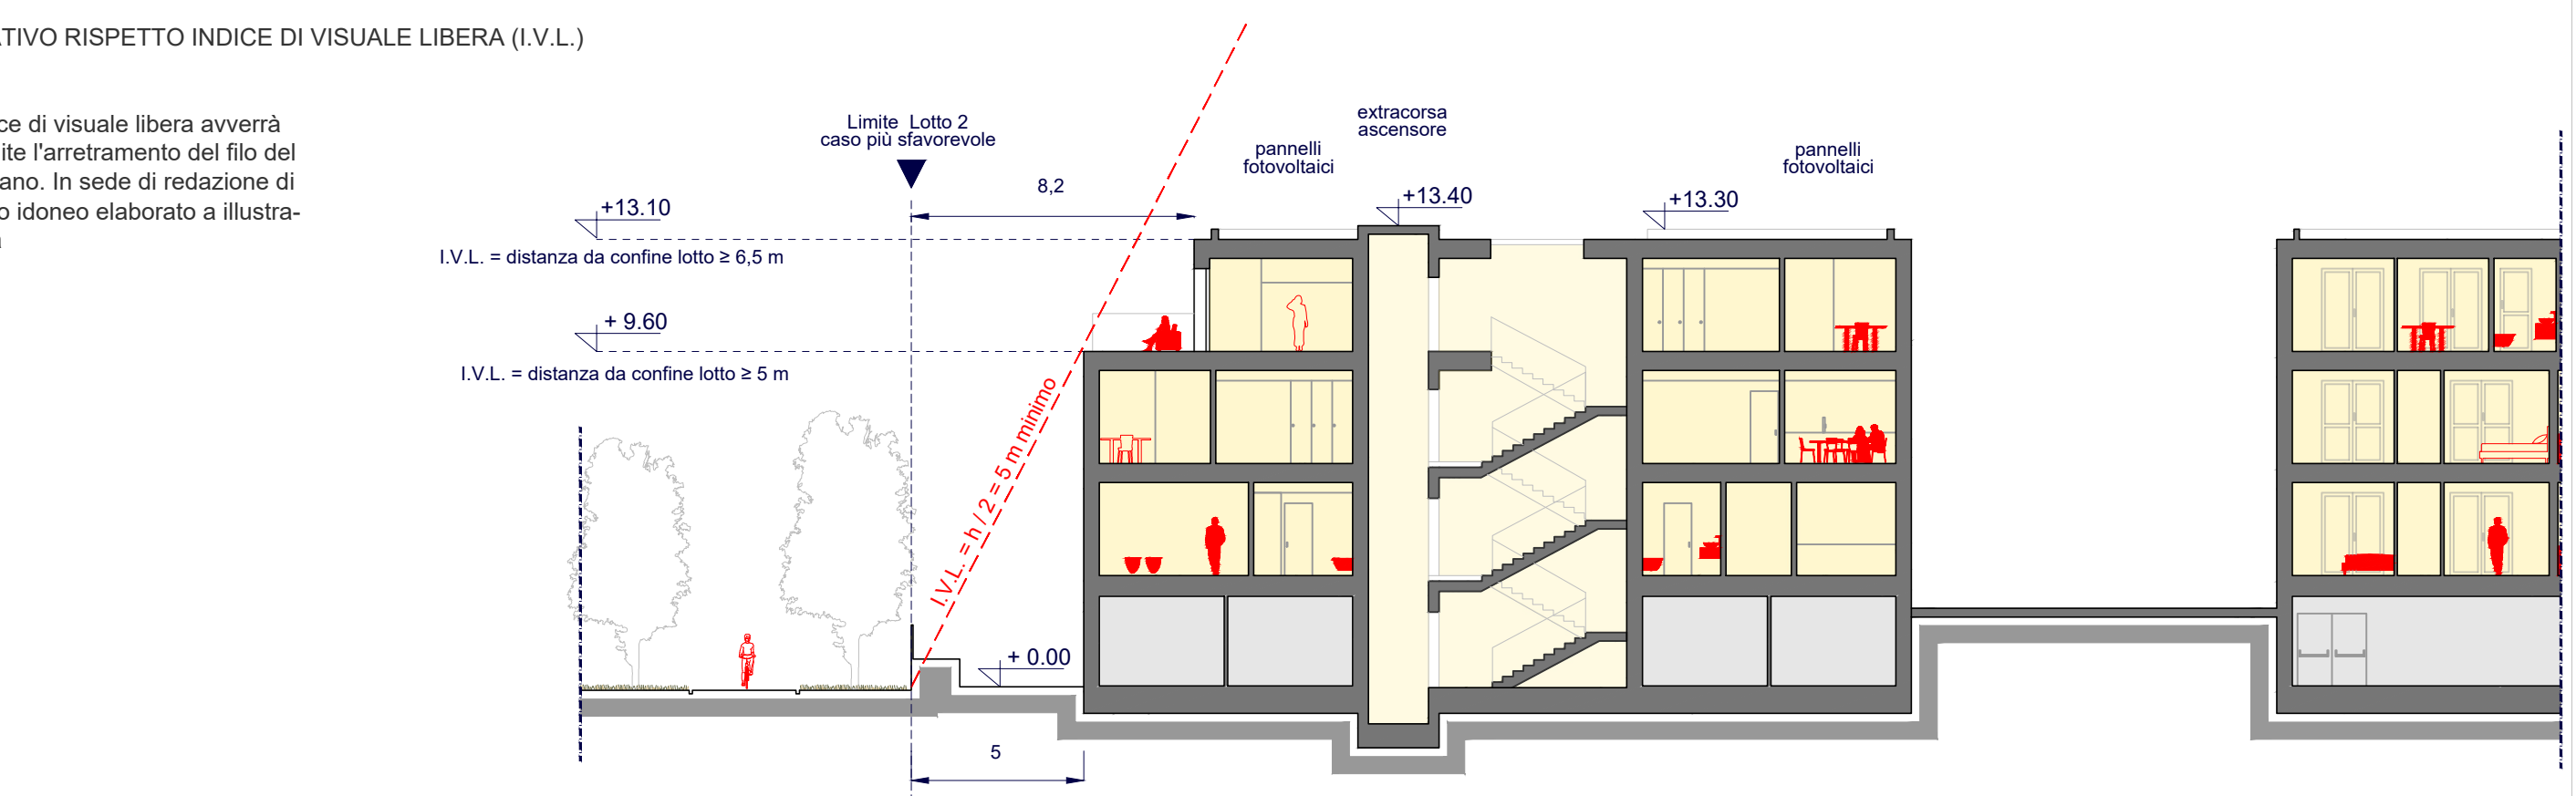 ATIVO RISPETTO INDICE DI VISUALE LIBERA (I.V.L.)
ce di visuale libera avverrà
ite l'arretramento del filo del
ano. In sede di redazione di
o idoneo elaborato a illustra-
Limite Lotto 2
caso più sfavorevole
8,2
pannelli
fotovoltaici
extracorsa
ascensore
pannelli
fotovoltaici
+13.10
+13.40
+13.30
I.V.L. = distanza da confine lotto ≥ 6,5 m
+ 9.60
I.V.L. = distanza da confine lotto ≥ 5 m
I.V.L. = h / 2 = 5 m minimo
+ 0.00
5